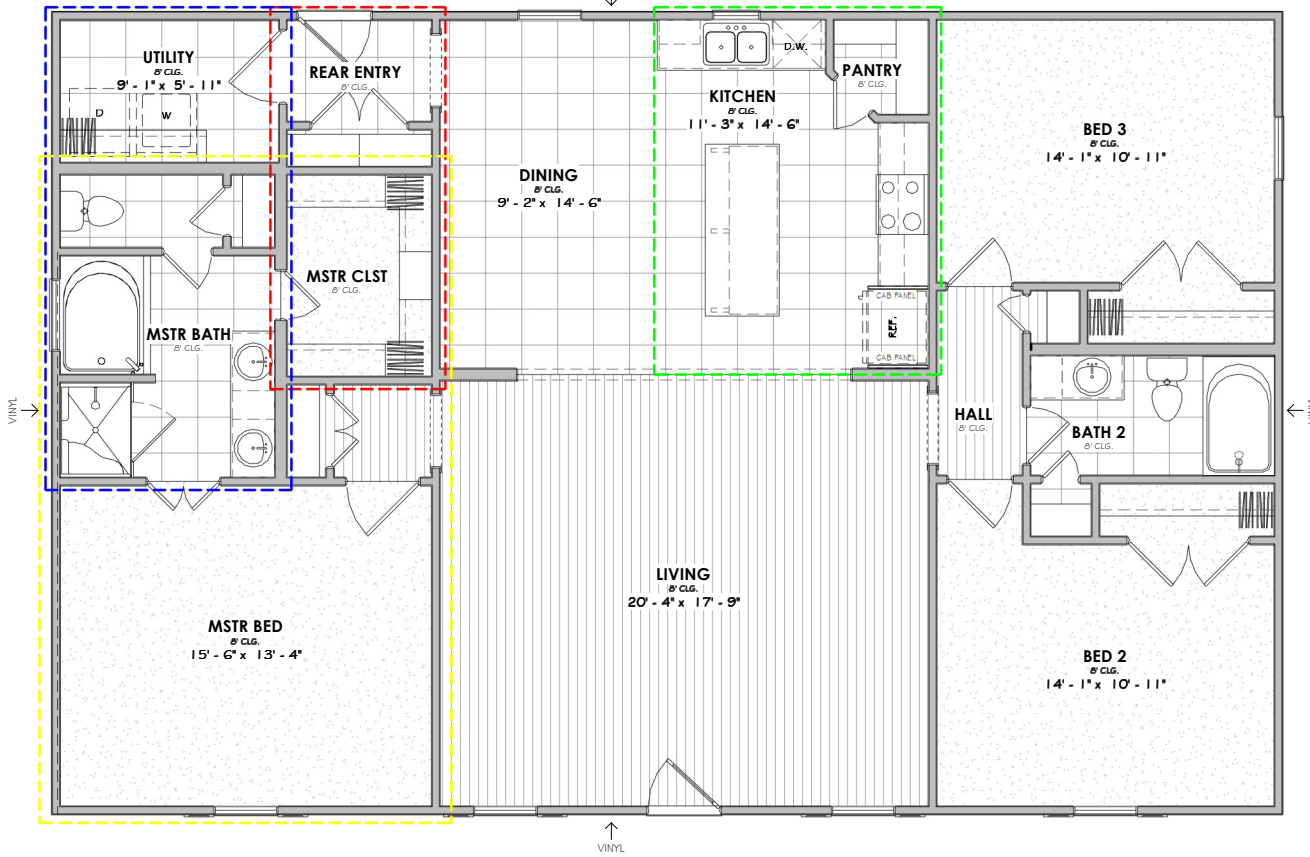 UTILITY
8' CLG.
9' - 1" x 5' - 11"
D
W
REAR ENTRY
8' CLG.
D.W.
PANTRY
8' CLG.
KITCHEN
8' CLG.
11' - 3" x 14' - 6"
BED 3
8' CLG.
14' - 1" x 10' - 11"
DINING
8' CLG.
9' - 2" x 14' - 6"
MSTR CLST
8' CLG.
CAB PANEL
REF.
CAB PANEL
MSTR BATH
8' CLG.
VINYL
HALL
8' CLG.
BATH 2
8' CLG.
VINYL
LIVING
8' CLG.
20' - 4" x 17' - 9"
MSTR BED
8' CLG.
15' - 6" x 13' - 4"
BED 2
8' CLG.
14' - 1" x 10' - 11"
VINYL